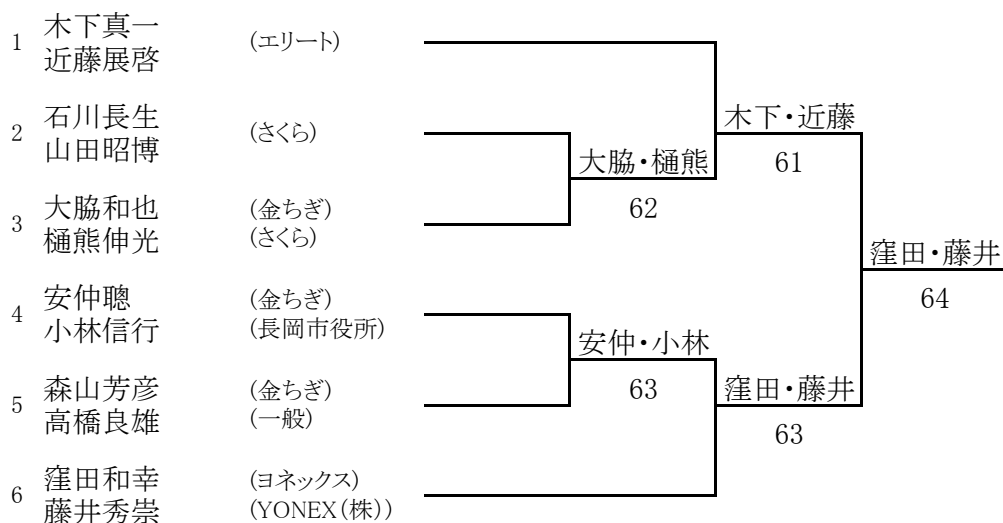 1 木下真一 (エリート)
近藤展啓
木下・近藤
2 石川長生 (さくら)
山田昭博
大脇・樋熊 61
62
3 大脇和也 (金ちぎ)
樋熊伸光 (さくら)
窪田・藤井
64
4 安仲聰 (金ちぎ)
小林信行 (長岡市役所)
安仲・小林
63 窪田・藤井
5 森山芳彦 (金ちぎ)
高橋良雄 (一般)
63
6 窪田和幸 (ヨネックス)
藤井秀崇 (YONEX(株))